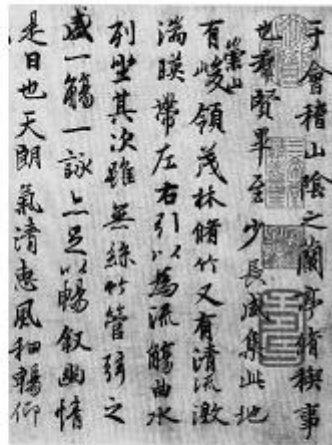 于會稽山陰之蘭亭脩稧事
也羣賢畢至少長咸集此地
崇山
有峻領茂林脩竹又有清流激
湍暎帶左右引以為流觴曲水
列坐其次雖無絲竹管弦之
盛一觴一詠亦足以暢敘幽情
是日也天朗氣清惠風和暢仰